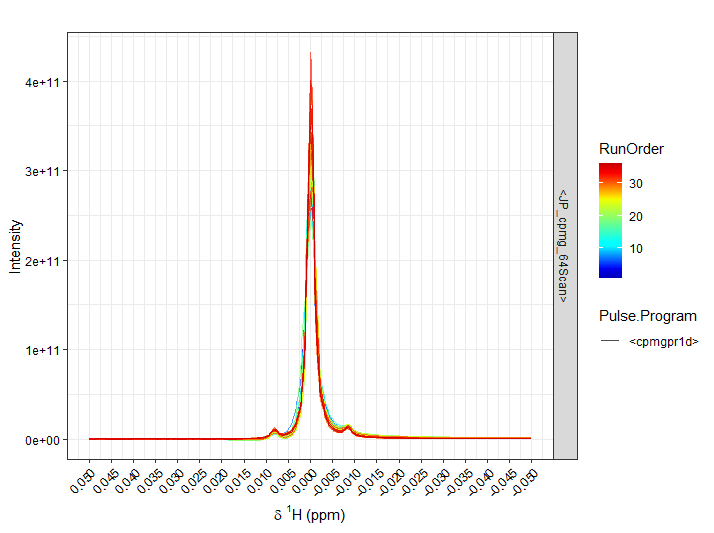 4e+11
3e+11
2e+11
1e+11
0e+00
Intensity
0.050
0.045
0.040
0.035
0.030
0.025
0.020
0.015
0.010
0.005
0.000
-0.005
-0.010
-0.015
-0.020
-0.025
-0.030
-0.035
-0.040
-0.045
-0.050
δ ¹H (ppm)
<JP_cpmg_64Scan>
RunOrder
30
20
10
Pulse.Program
<cpmgpr1d>